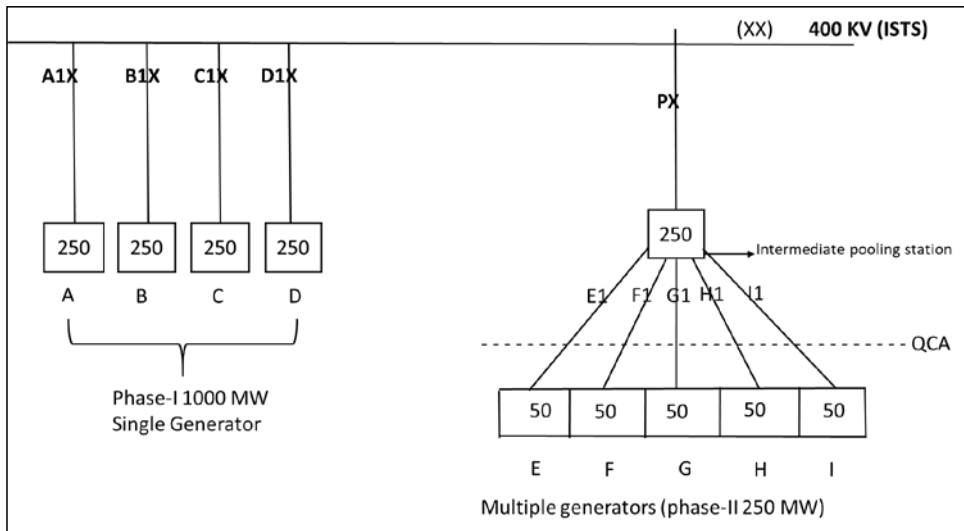 (XX) 400 KV (ISTS)
A1X B1X C1X D1X
PX
250 250 250 250
250
Intermediate pooling station
A B C D
E1 F1 G1 H1 I1
QCA
Phase-I 1000 MW
Single Generator
50 50 50 50 50
E F G H I
Multiple generators (phase-II 250 MW)